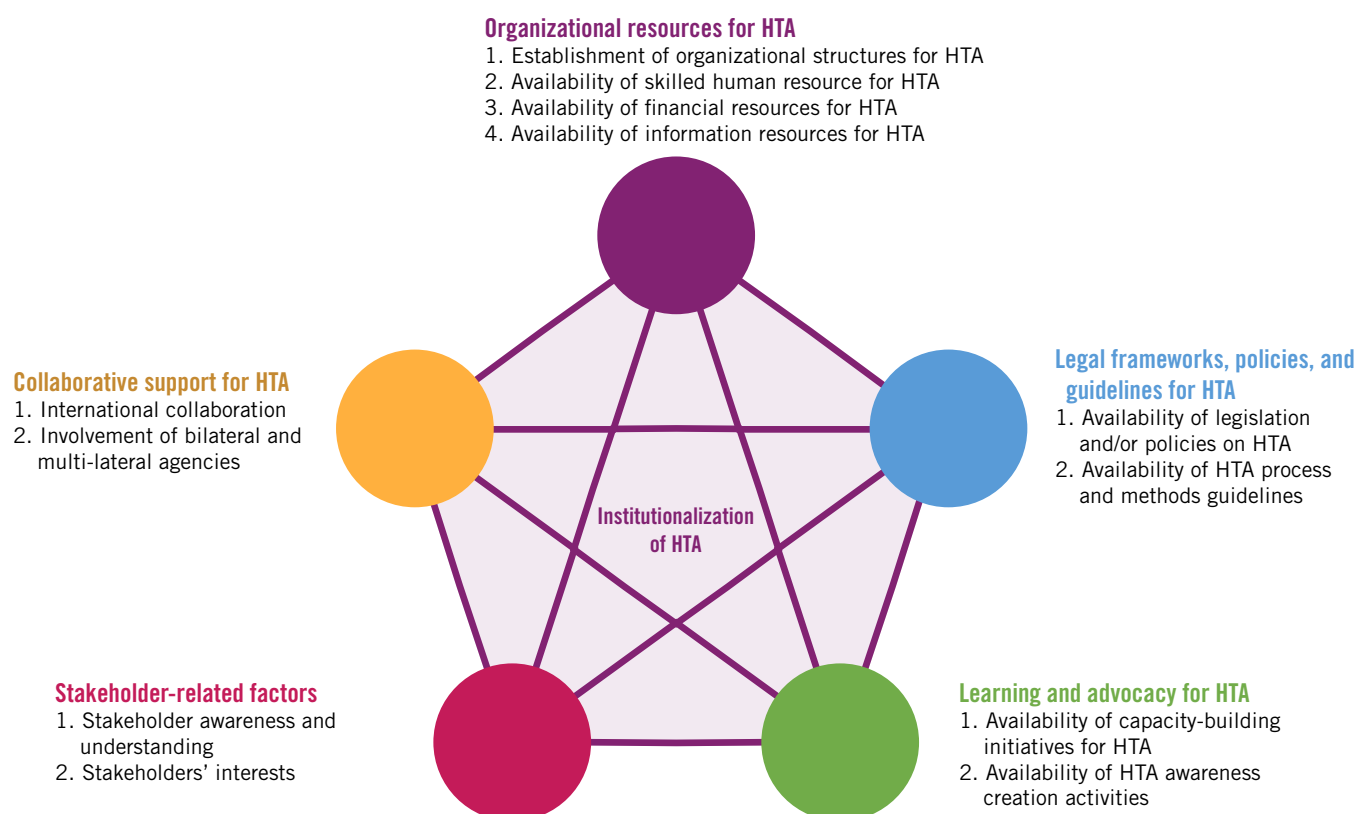 Organizational resources for HTA
1. Establishment of organizational structures for HTA
2. Availability of skilled human resource for HTA
3. Availability of financial resources for HTA
4. Availability of information resources for HTA
Collaborative support for HTA
1. International collaboration
2. Involvement of bilateral and
multi-lateral agencies
Legal frameworks, policies, and
guidelines for HTA
1. Availability of legislation
and/or policies on HTA
2. Availability of HTA process
and methods guidelines
Institutionalization
of HTA
Stakeholder-related factors
1. Stakeholder awareness and
understanding
2. Stakeholders' interests
Learning and advocacy for HTA
1. Availability of capacity-building
initiatives for HTA
2. Availability of HTA awareness
creation activities